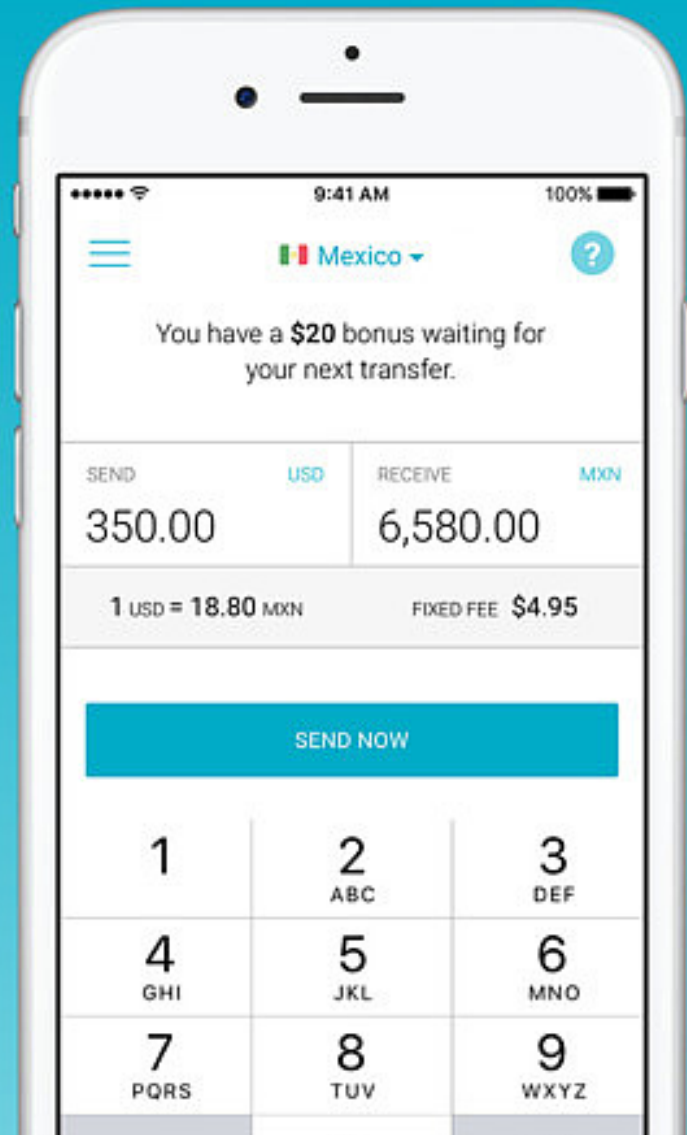 9:41 AM 100%
Mexico
?
You have a $20 bonus waiting for
your next transfer.
SEND USD RECEIVE MXN
350.00 6,580.00
1 USD = 18.80 MXN FIXED FEE $4.95
SEND NOW
1 2 3
ABC DEF
4 5 6
GHI JKL MNO
7 8 9
PQRS TUV WXYZ